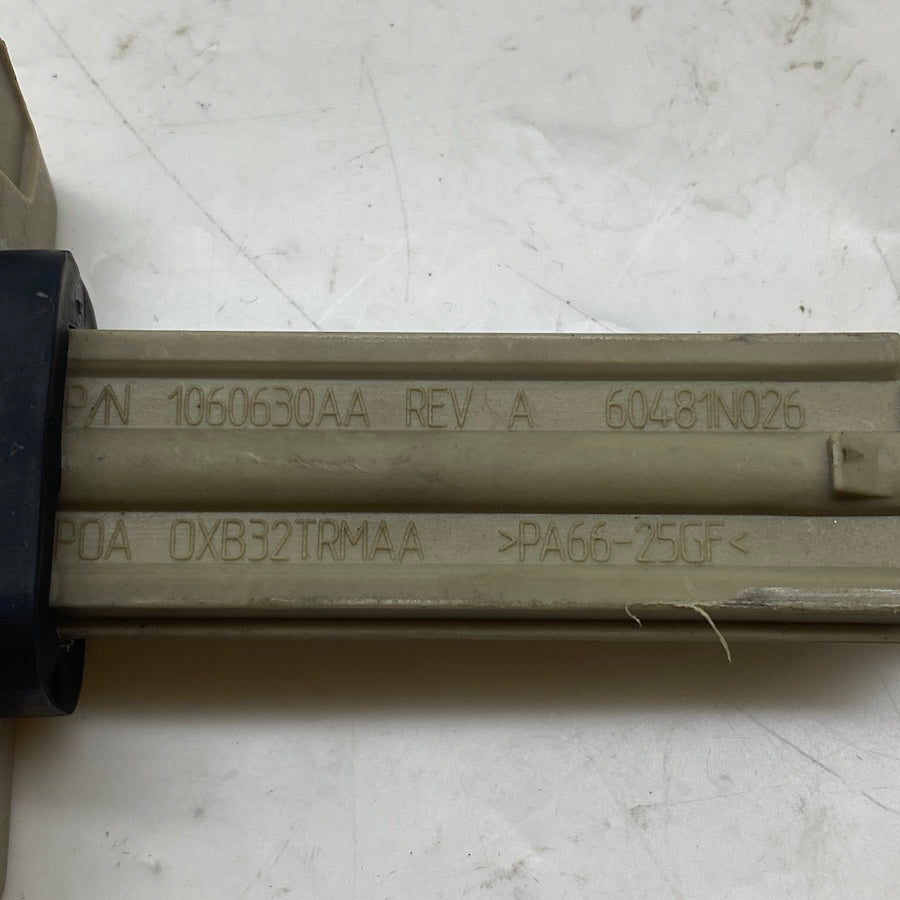 P/N 1060630AA REV A 60481N026
POA 0XB32TRMAA >PA66-25GF<